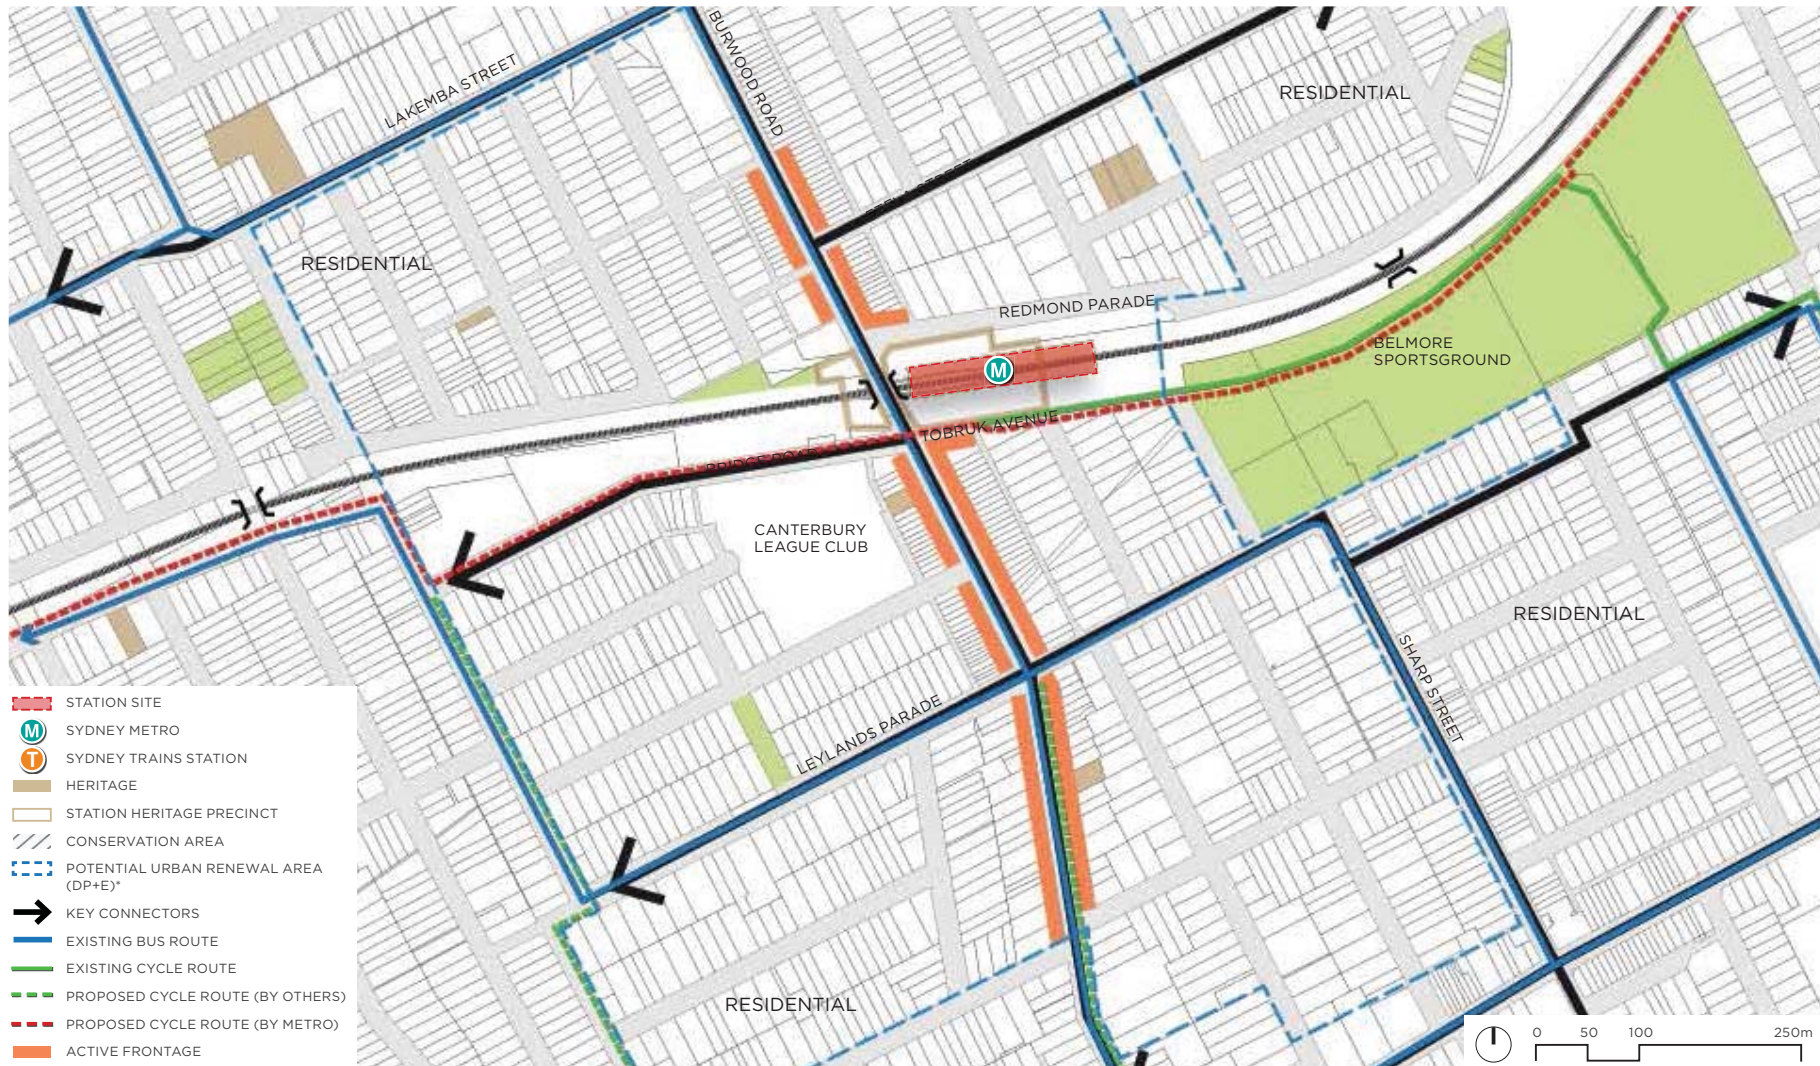 BURWOOD ROAD
LAKEMBA STREET
RESIDENTIAL
RESIDENTIAL
REDMOND PARADE
M
BELMORE
SPORTSGROUND
TOBRUK AVENUE
BRIDGE ROAD
CANTERBURY
LEAGUE CLUB
RESIDENTIAL
SHARP STREET
LEYLANDS PARADE
RESIDENTIAL
STATION SITE
M SYDNEY METRO
T SYDNEY TRAINS STATION
HERITAGE
STATION HERITAGE PRECINCT
CONSERVATION AREA
POTENTIAL URBAN RENEWAL AREA
(DP+E)*
KEY CONNECTORS
EXISTING BUS ROUTE
EXISTING CYCLE ROUTE
PROPOSED CYCLE ROUTE (BY OTHERS)
PROPOSED CYCLE ROUTE (BY METRO)
ACTIVE FRONTAGE
0 50 100 250m